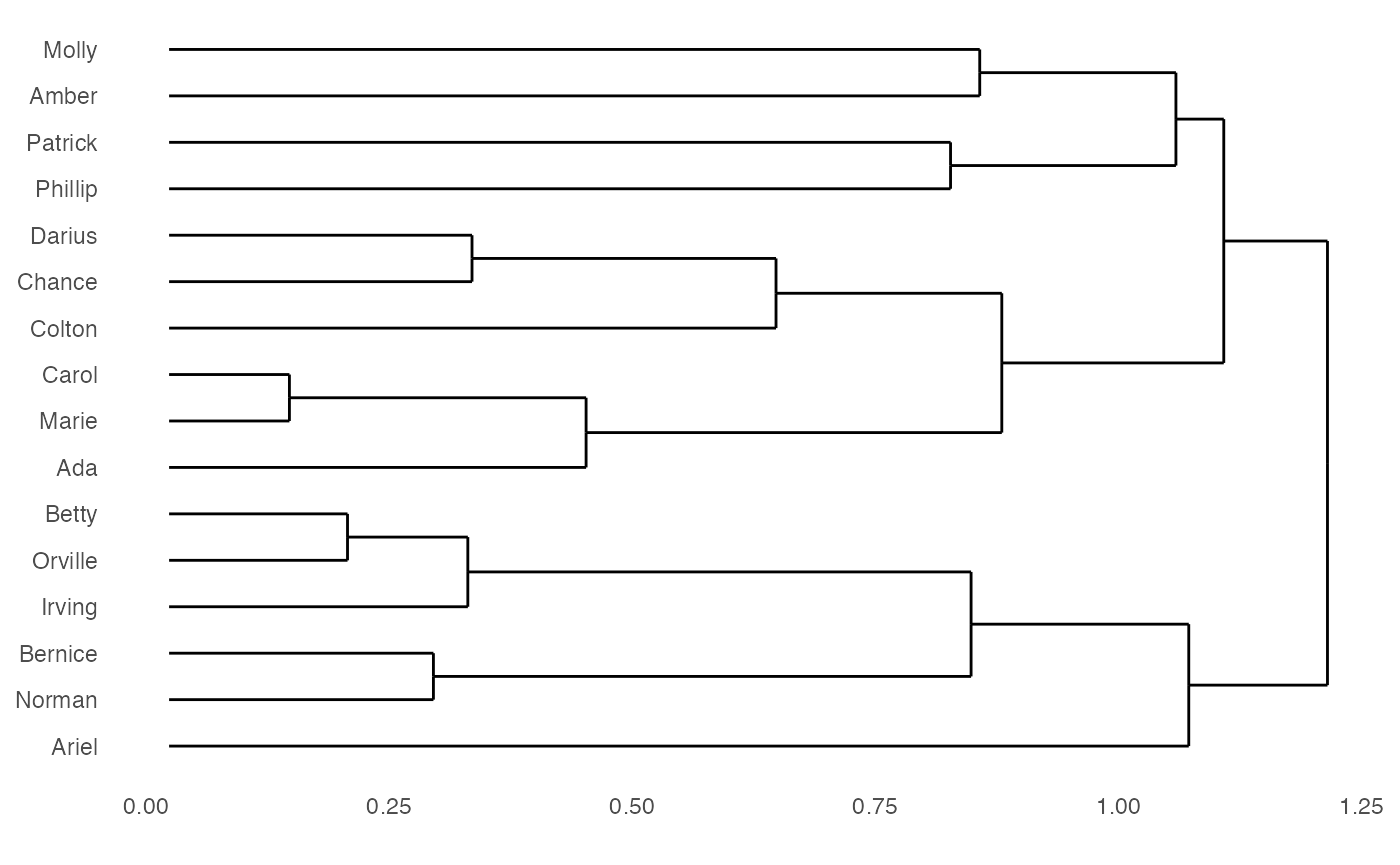 Molly
Amber
Patrick
Phillip
Darius
Chance
Colton
Carol
Marie
Ada
Betty
Orville
Irving
Bernice
Norman
Ariel
0.00 0.25 0.50 0.75 1.00 1.25